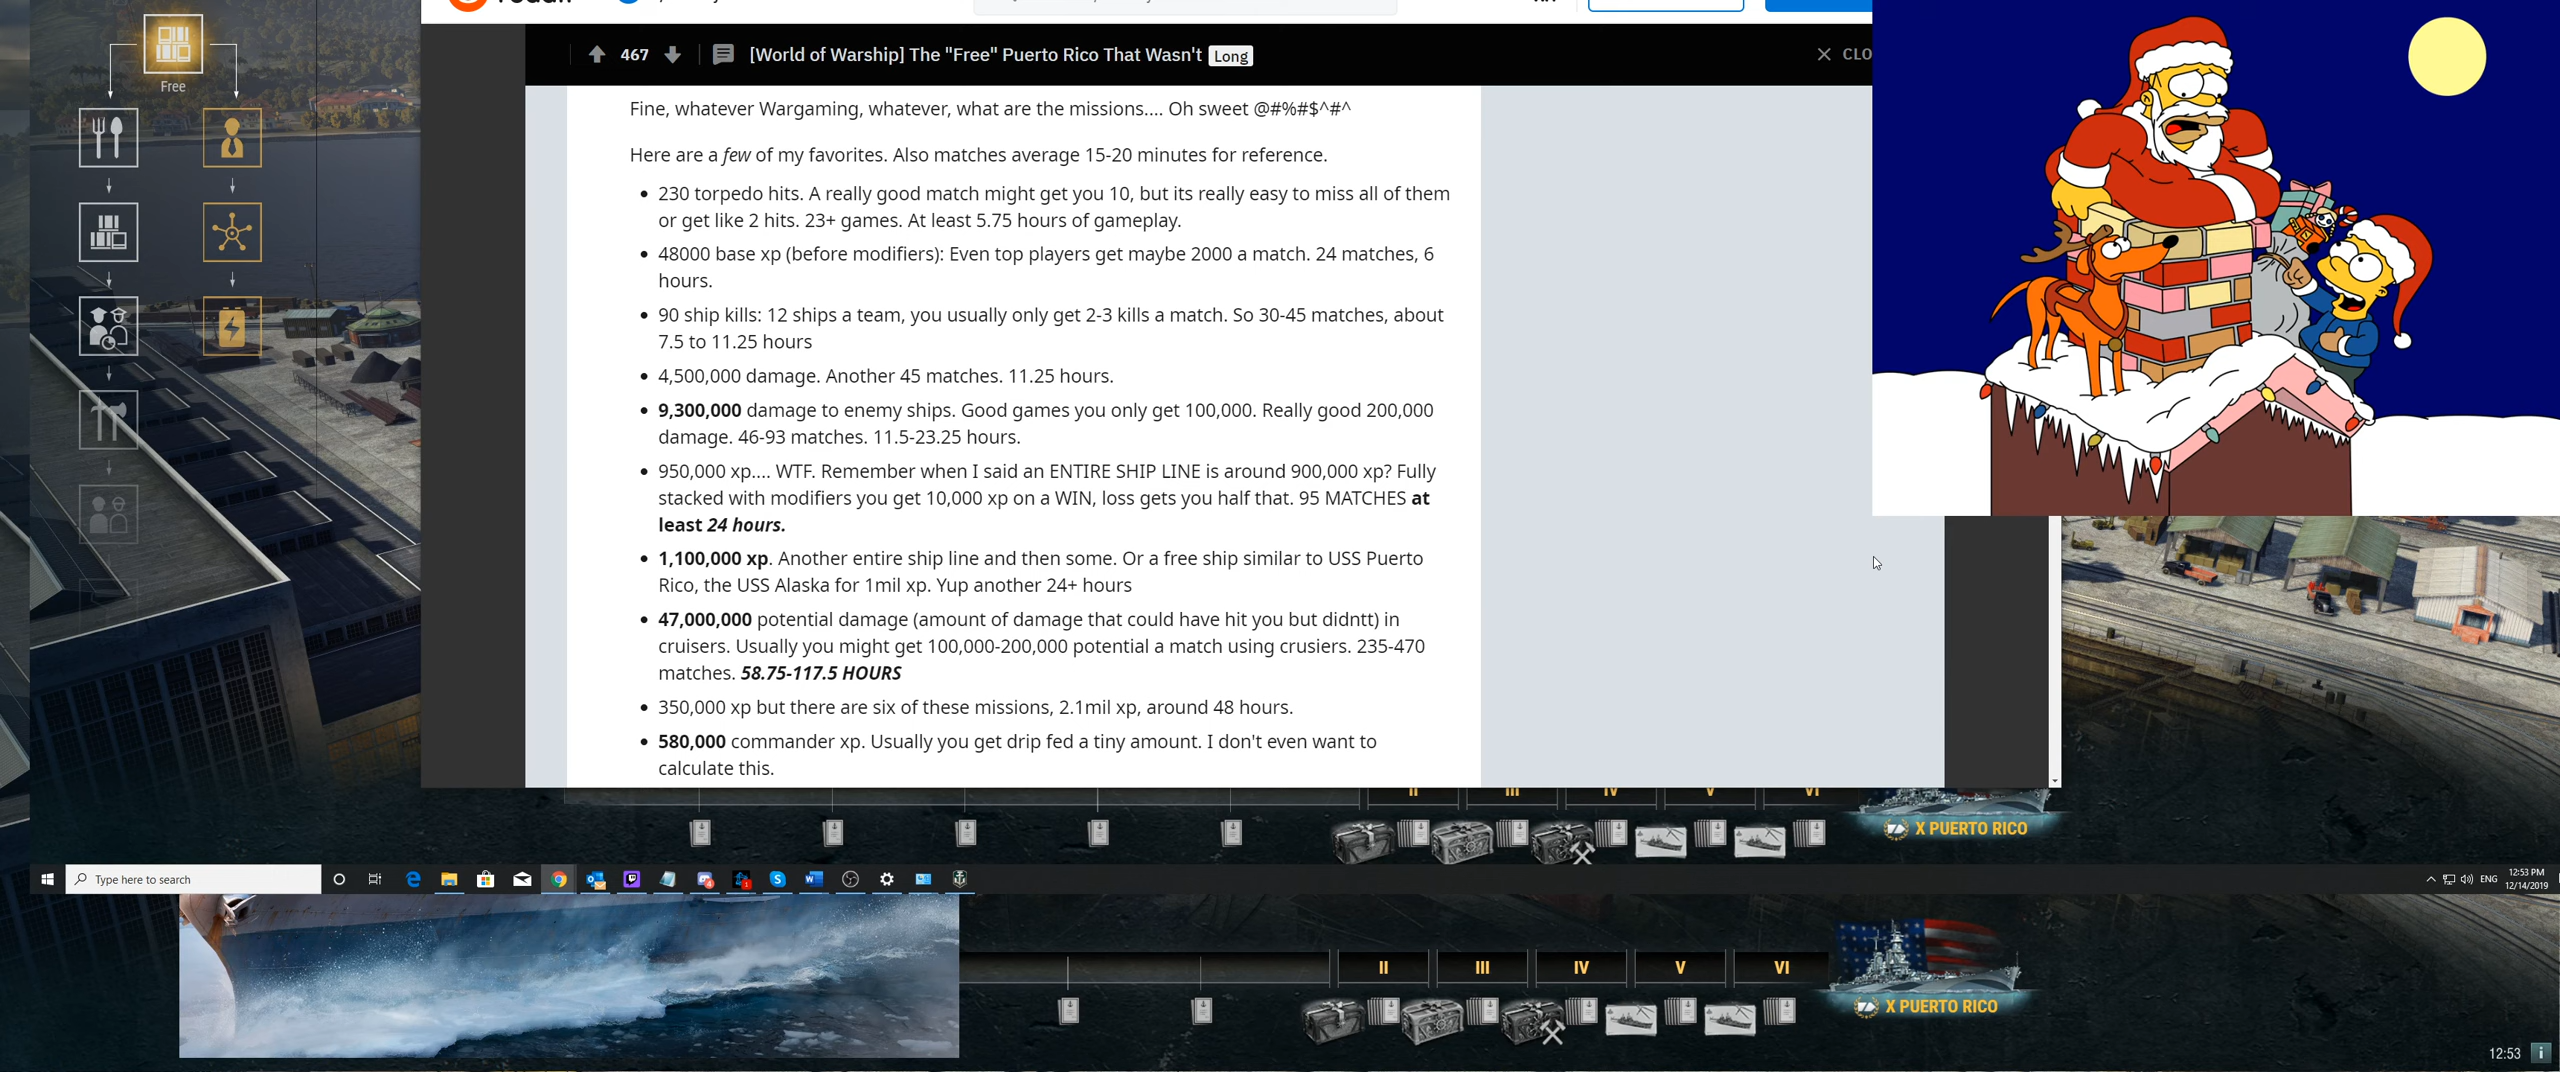 Free
467
[World of Warship] The "Free" Puerto Rico That Wasn't Long
CLO
Fine, whatever Wargaming, whatever, what are the missions.... Oh sweet @#%#$^#^
Here are a few of my favorites. Also matches average 15-20 minutes for reference.
230 torpedo hits. A really good match might get you 10, but its really easy to miss all of them
or get like 2 hits. 23+ games. At least 5.75 hours of gameplay.
48000 base xp (before modifiers): Even top players get maybe 2000 a match. 24 matches, 6
hours.
90 ship kills: 12 ships a team, you usually only get 2-3 kills a match. So 30-45 matches, about
7.5 to 11.25 hours
4,500,000 damage. Another 45 matches. 11.25 hours.
9,300,000 damage to enemy ships. Good games you only get 100,000. Really good 200,000
damage. 46-93 matches. 11.5-23.25 hours.
950,000 xp.... WTF. Remember when I said an ENTIRE SHIP LINE is around 900,000 xp? Fully
stacked with modifiers you get 10,000 xp on a WIN, loss gets you half that. 95 MATCHES at
least 24 hours.
1,100,000 xp. Another entire ship line and then some. Or a free ship similar to USS Puerto
Rico, the USS Alaska for 1mil xp. Yup another 24+ hours
47,000,000 potential damage (amount of damage that could have hit you but didntt) in
cruisers. Usually you might get 100,000-200,000 potential a match using crusiers. 235-470
matches. 58.75-117.5 HOURS
350,000 xp but there are six of these missions, 2.1mil xp, around 48 hours.
580,000 commander xp. Usually you get drip fed a tiny amount. I don't even want to
calculate this.
II III IV V VI
X PUERTO RICO
Type here to search
ENG
12:53 PM
12/14/2019
II III IV V VI
X PUERTO RICO
12:53